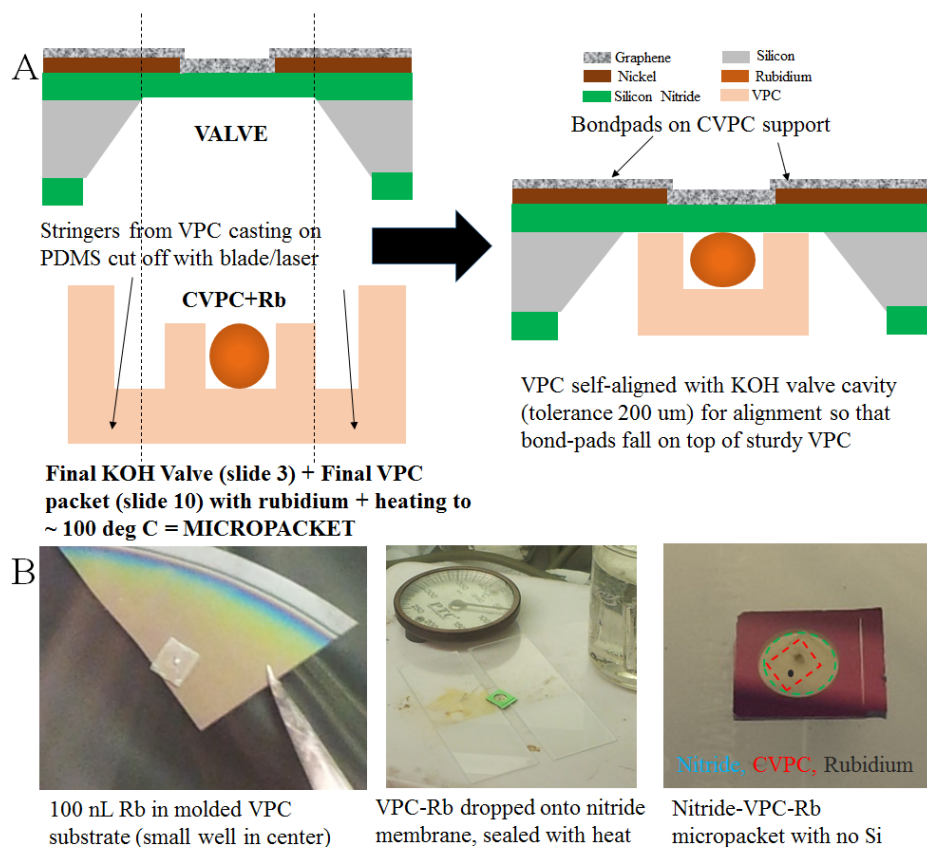 A
Graphene
Silicon
Nickel
Rubidium
Silicon Nitride
VPC
VALVE
Bondpads on CVPC support
Stringers from VPC casting on
PDMS cut off with blade/laser
CVPC+Rb
VPC self-aligned with KOH valve cavity
(tolerance 200 um) for alignment so that
bond-pads fall on top of sturdy VPC
Final KOH Valve (slide 3) + Final VPC
packet (slide 10) with rubidium + heating to
~ 100 deg C = MICROPACKET
B
Nitride, CVPC, Rubidium
100 nL Rb in molded VPC
substrate (small well in center)
VPC-Rb dropped onto nitride
membrane, sealed with heat
Nitride-VPC-Rb
micropacket with no Si